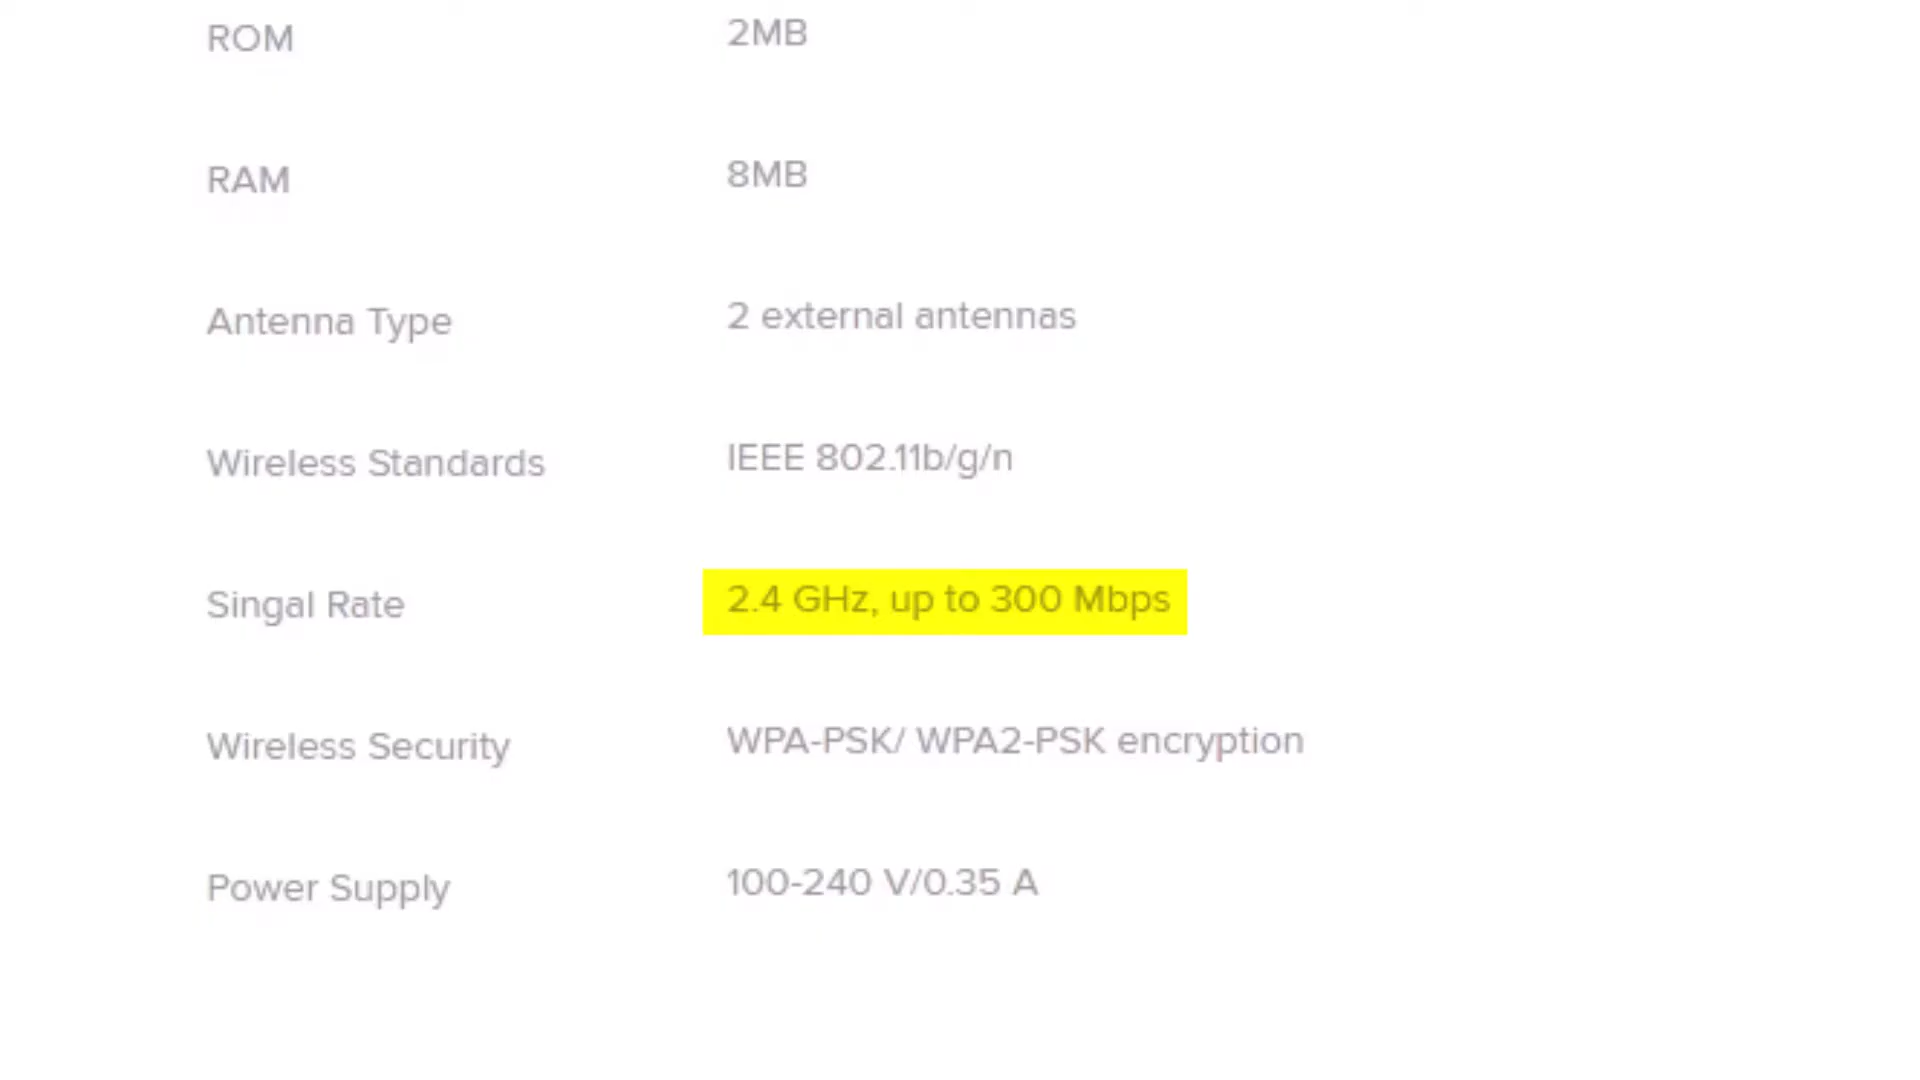 ROM 2MB
RAM 8MB
Antenna Type 2 external antennas
Wireless Standards IEEE 802.11b/g/n
Singal Rate 2.4 GHz, up to 300 Mbps
Wireless Security WPA-PSK/ WPA2-PSK encryption
Power Supply 100-240 V/0.35 A